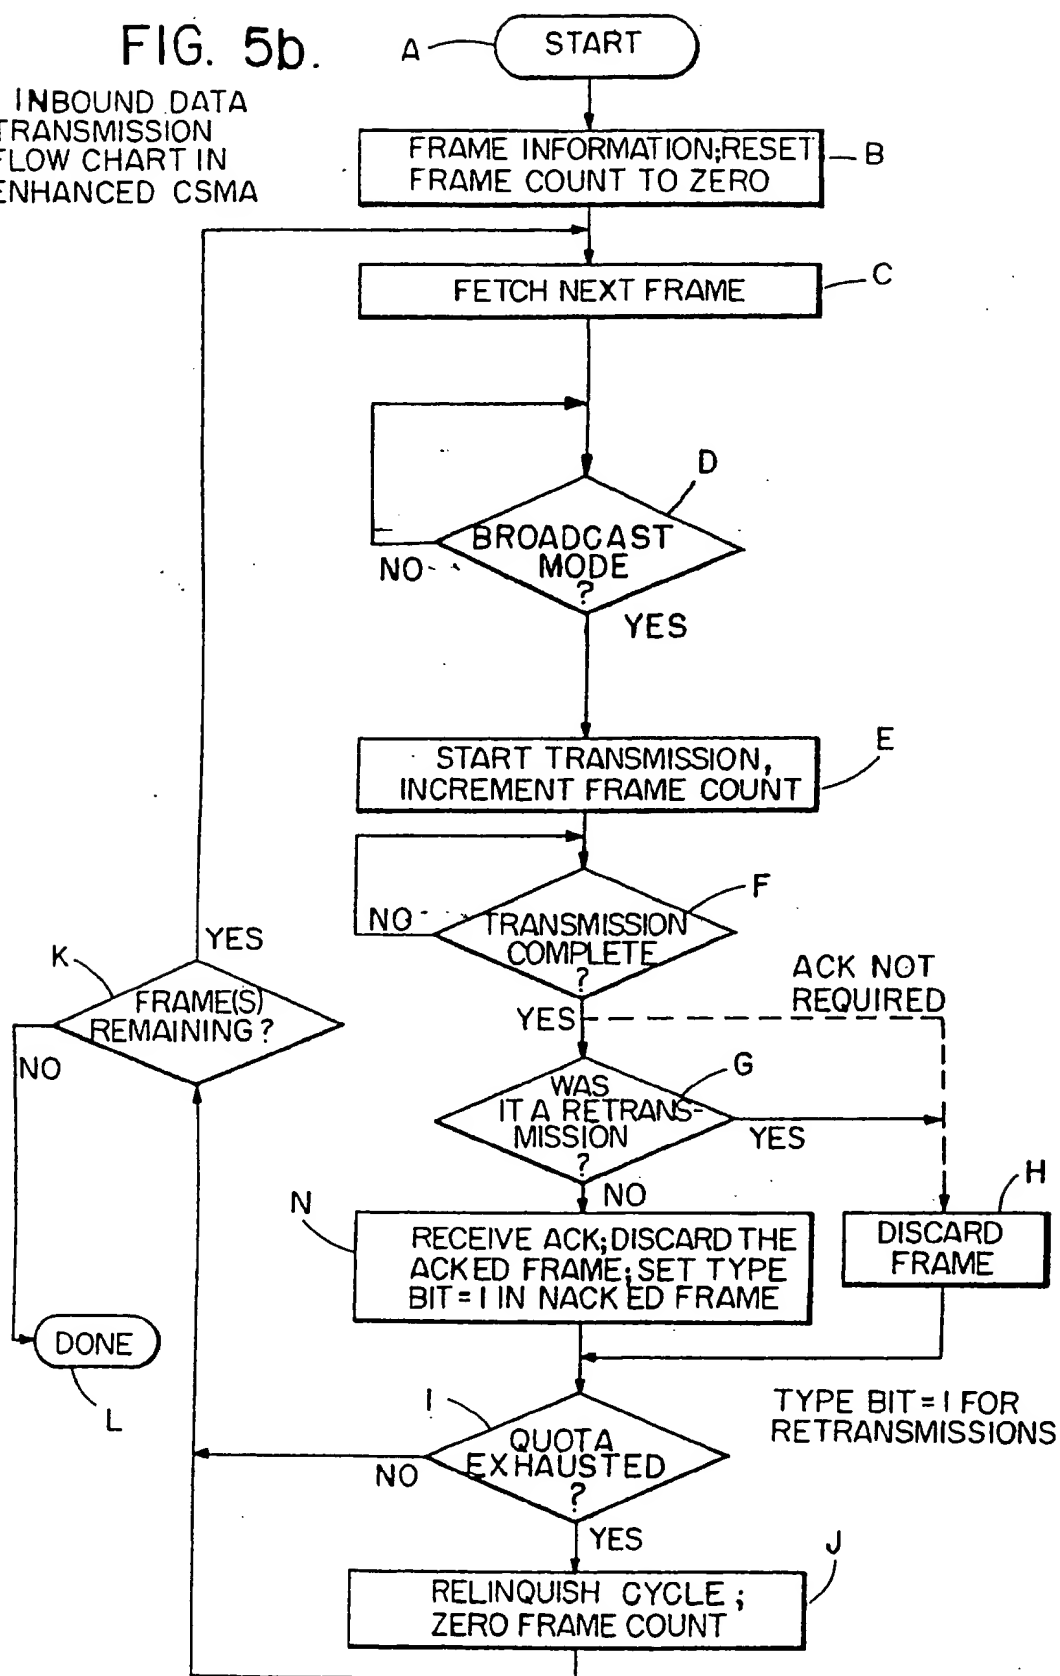 FIG. 5b.
INBOUND DATA
TRANSMISSION
FLOW CHART IN
ENHANCED CSMA
A
START
FRAME INFORMATION; RESET
FRAME COUNT TO ZERO
B
FETCH NEXT FRAME
C
D
BROADCAST
MODE
?
NO
YES
START TRANSMISSION,
INCREMENT FRAME COUNT
E
F
TRANSMISSION
COMPLETE
?
NO
YES
ACK NOT
REQUIRED
K
FRAME(S)
REMAINING ?
YES
NO
G
WAS
IT A RETRANS-
MISSION
?
YES
NO
N
RECEIVE ACK; DISCARD THE
ACKED FRAME; SET TYPE
BIT = 1 IN NACKED FRAME
H
DISCARD
FRAME
DONE
L
I
QUOTA
EXHAUSTED
?
NO
YES
TYPE BIT = 1 FOR
RETRANSMISSIONS
J
RELINQUISH CYCLE ;
ZERO FRAME COUNT